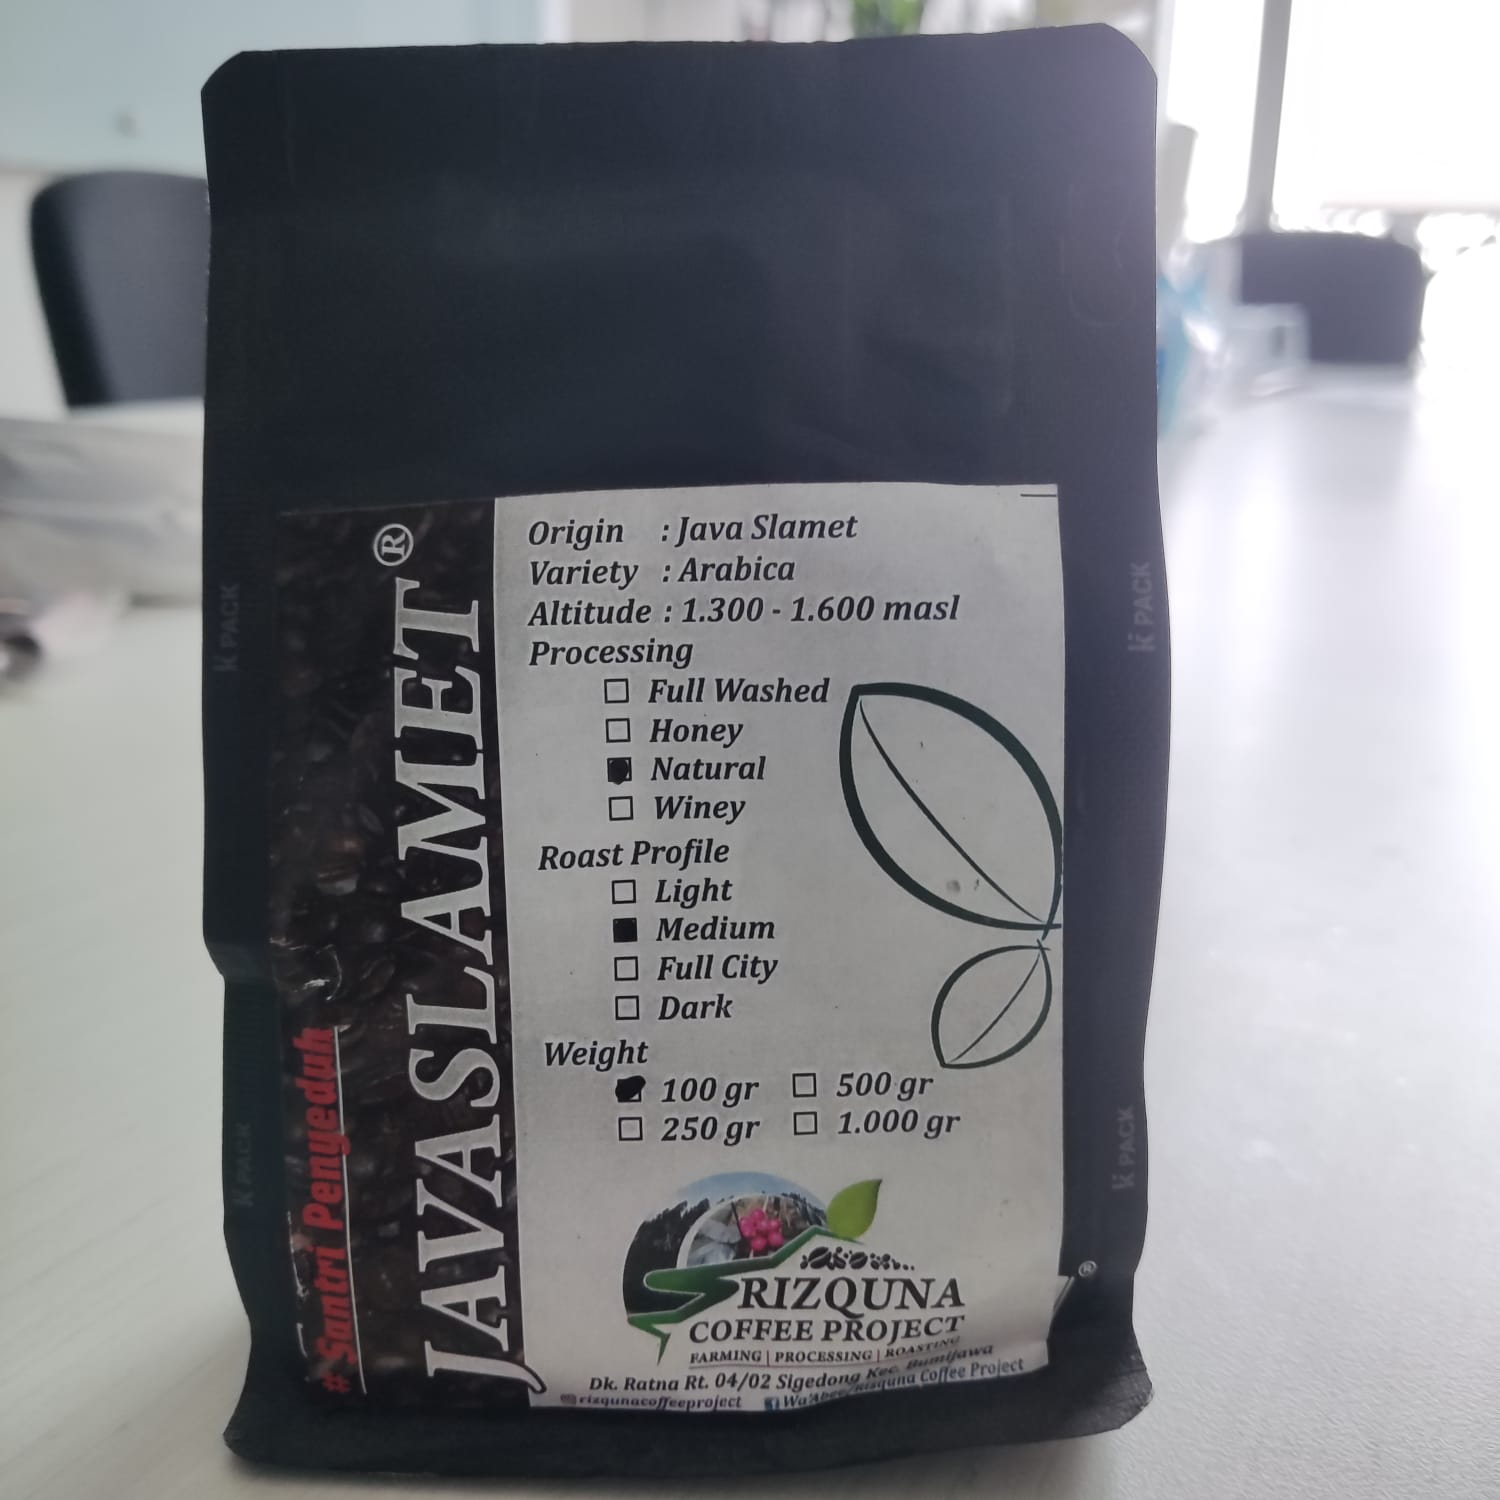 Origin : Java Slamet
Variety : Arabica
Altitude : 1.300 - 1.600 masl
Processing
Full Washed
Honey
Natural
Winey
Roast Profile
Light
Medium
Full City
Dark
Weight
100 gr 500 gr
250 gr 1.000 gr
JAVASLAMET®
# Santri Penyeduh
RIZQUNA
COFFEE PROJECT
FARMING | PROCESSING | ROASTING
Dk. Ratna Rt. 04/02 Sigedong Kec. Bumijawa
rizqunacoffeeproject Rizquna Coffee Project
®
K PACK
K PACK
K PACK
K PACK